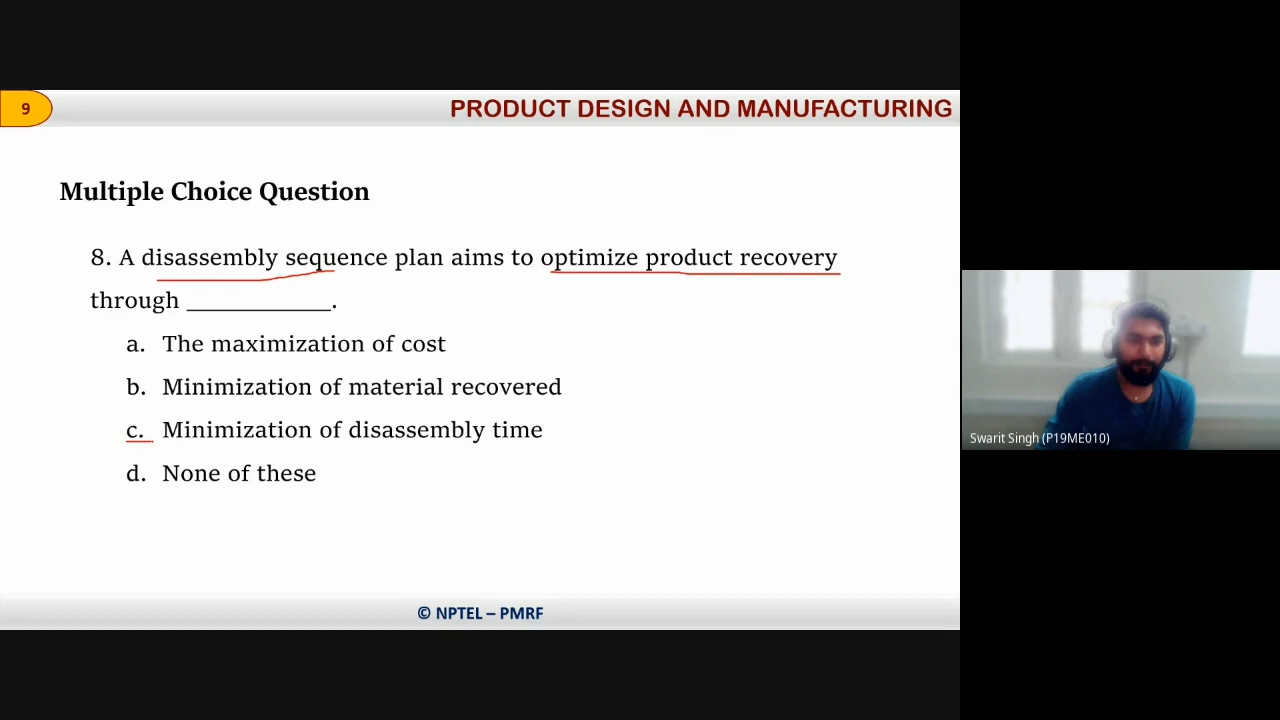 9
PRODUCT DESIGN AND MANUFACTURING
Multiple Choice Question
8. A disassembly sequence plan aims to optimize product recovery
through ____________.
a. The maximization of cost
b. Minimization of material recovered
c. Minimization of disassembly time
d. None of these
Swarit Singh (P19ME010)
© NPTEL – PMRF